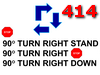 414
90° TURN RIGHT STAND
90° TURN RIGHT
90° TURN RIGHT DOWN